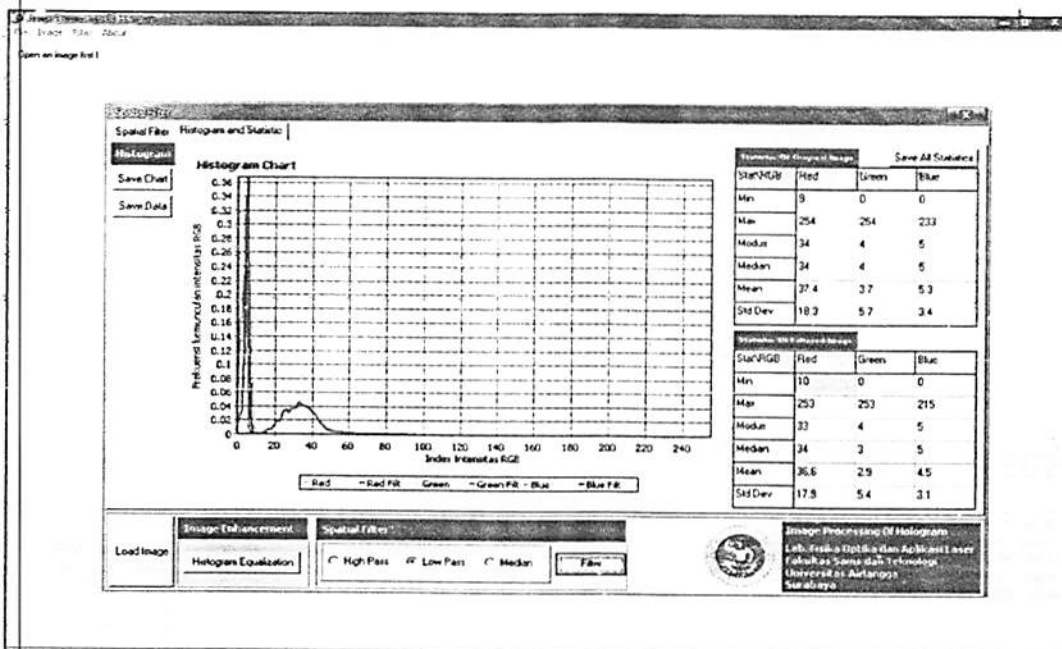 Image Filter About
Open an image first !
Spatial Filter Histogram and Statistic
Histogram
Save Chart
Save Data
Histogram Chart
Frekuensi kemunculan intensitas RGB
0.36
0.34
0.32
0.3
0.28
0.26
0.24
0.22
0.2
0.18
0.16
0.14
0.12
0.1
0.08
0.06
0.04
0.02
0
0 20 40 60 80 100 120 140 160 180 200 220 240
Index Intensitas RGB
Red Red Filt Green Green Filt Blue Blue Filt
Statistics Of Original Image Save All Statistics
Stat\RGB Red Green Blue
Min 9 0 0
Max 254 254 233
Modus 34 4 5
Median 34 4 5
Mean 37.4 3.7 5.3
Std Dev 18.3 5.7 3.4
Stat\RGB Red Green Blue
Min 10 0 0
Max 253 253 215
Modus 33 4 5
Median 34 3 5
Mean 36.6 2.9 4.5
Std Dev 17.9 5.4 3.1
Load Image
Image Enhancement
Histogram Equalization
Spatial Filter
High Pass Low Pass Median Filter
Image Processing Of Hologram
Lab. Fisika Optika dan Aplikasi Laser
Fakultas Sains dan Teknologi
Universitas Airlangga
Surabaya